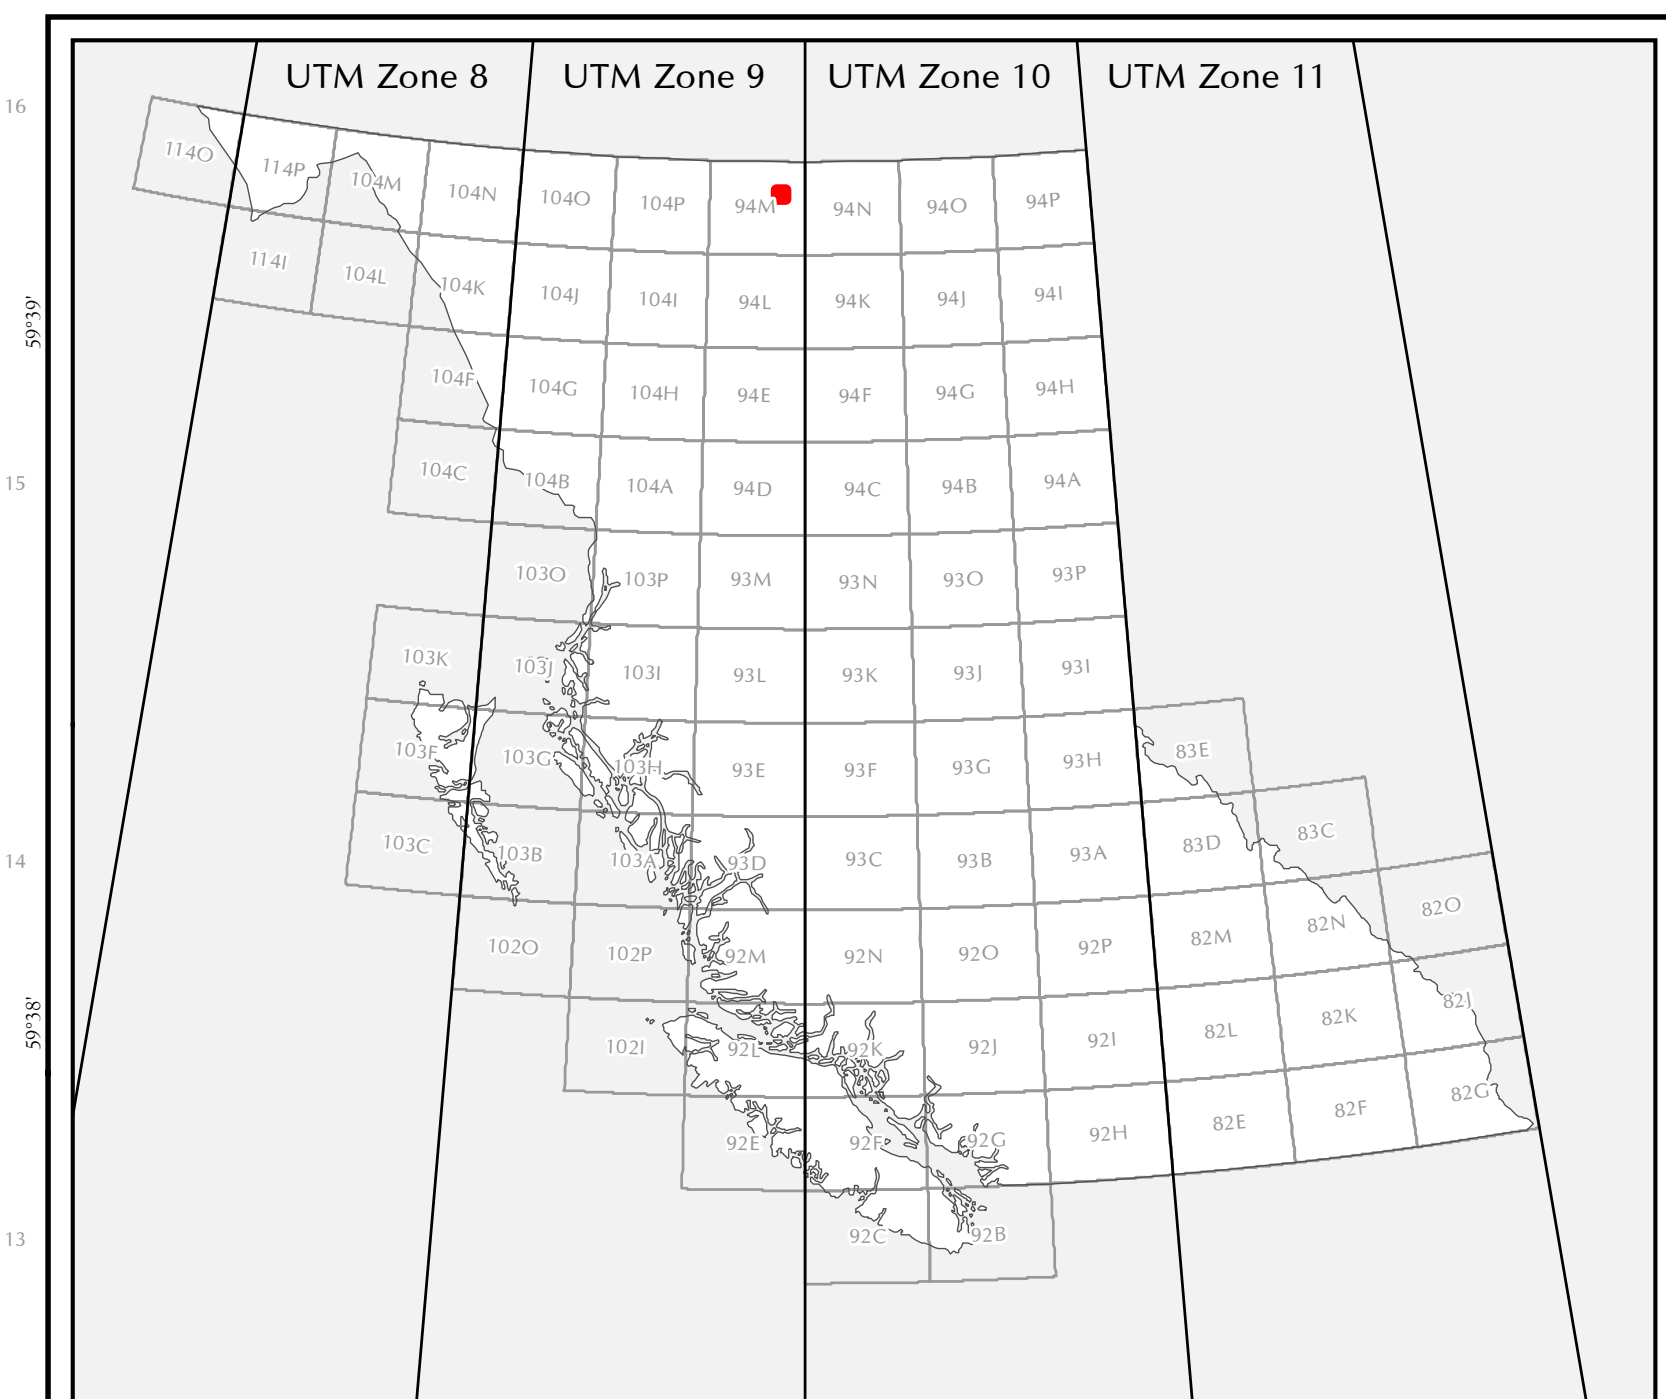 UTM Zone 8 UTM Zone 9 UTM Zone 10 UTM Zone 11
16
114O 114P 104M 104N 104O 104P 94M 94N 94O 94P
114I 104L 104K 104J 104I 94L 94K 94J 94I
59°39'
104F 104G 104H 94E 94F 94G 94H
15
104C 104B 104A 94D 94C 94B 94A
103O 103P 93M 93N 93O 93P
103K 103J 103I 93L 93K 93J 93I
103F 103G 103H 93E 93F 93G 93H 83E
14
103C 103B 103A 93D 93C 93B 93A 83D 83C
102O 102P 92M 92N 92O 92P 82M 82N 82O
59°38'
102I 92L 92K 92J 92I 82L 82K 82J
92E 92F 92G 92H 82E 82F 82G
13
92C 92B